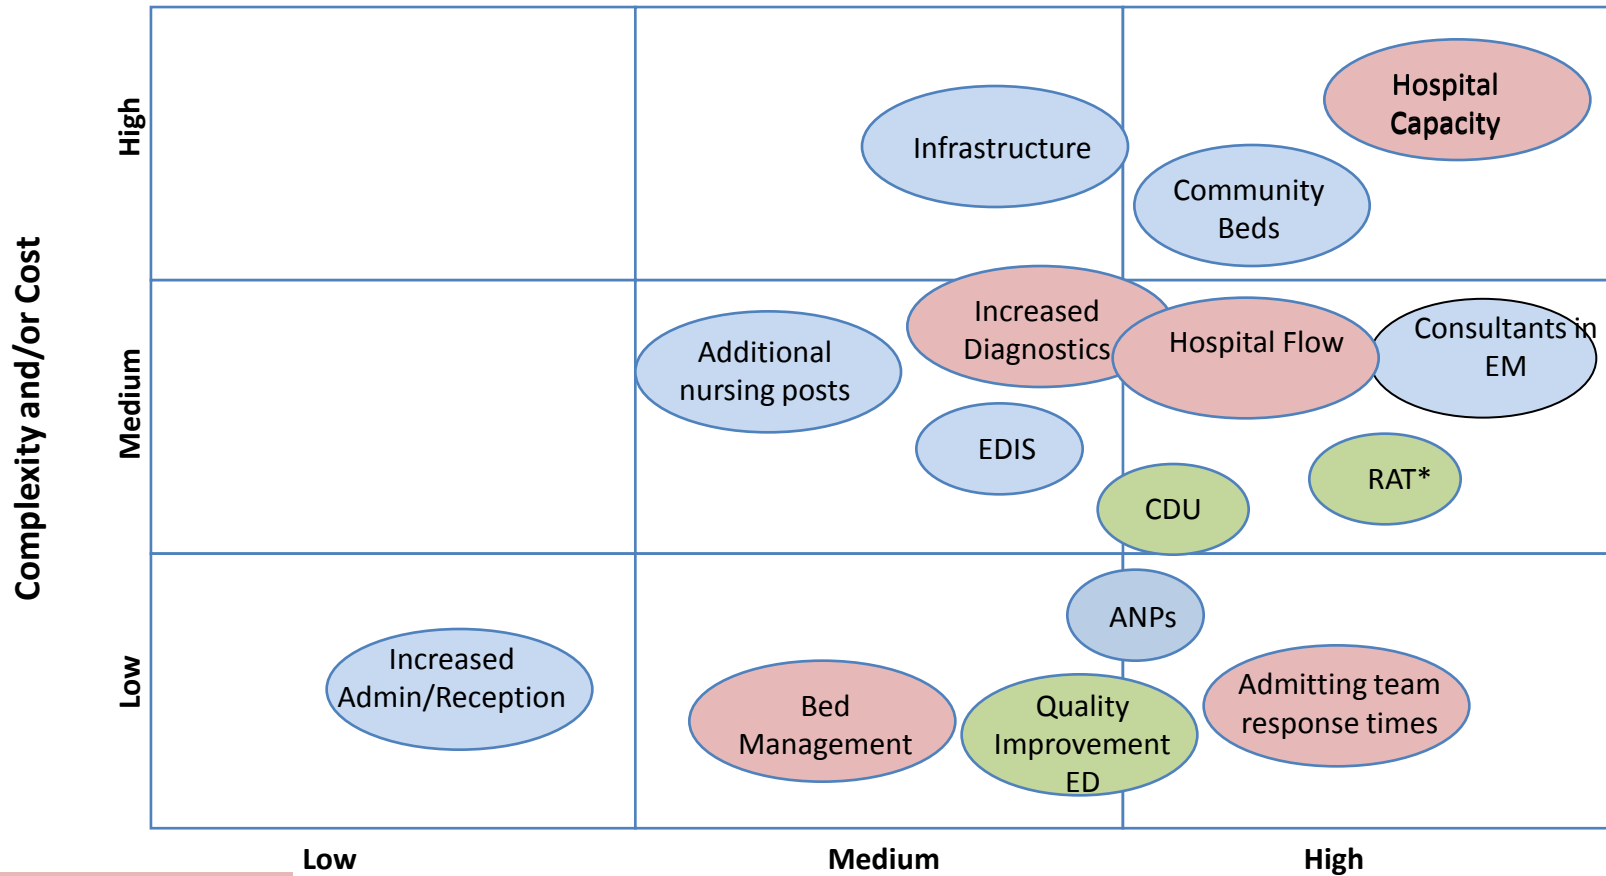 Complexity and/or Cost
High
Medium
Low
Hospital
Capacity
Infrastructure
Community
Beds
Increased
Diagnostics
Hospital Flow
Consultants in
EM
Additional
nursing posts
EDIS
CDU
RAT*
ANPs
Increased
Admin/Reception
Bed
Management
Quality
Improvement
ED
Admitting team
response times
Low
Medium
High